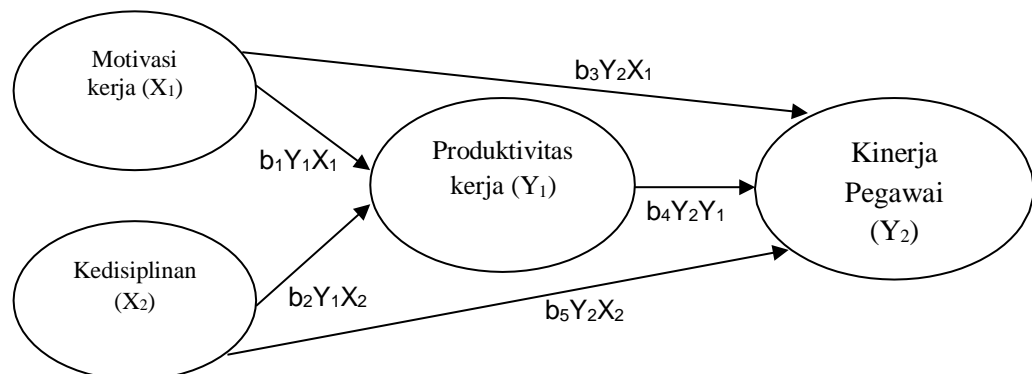 Motivasi
kerja (X₁)
b₃Y₂X₁
b₁Y₁X₁
Produktivitas
kerja (Y₁)
Kinerja
Pegawai
(Y₂)
b₄Y₂Y₁
Kedisiplinan
(X₂)
b₂Y₁X₂
b₅Y₂X₂